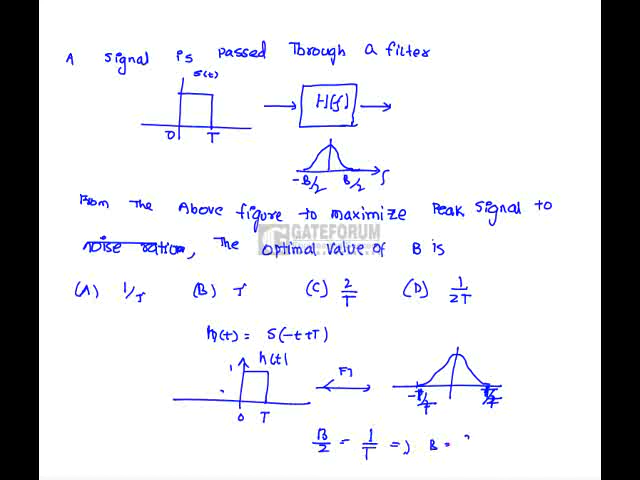 A signal is passed Through a filter
s(t)
H(f)
0 T
-B/2 B/2 f
From The Above figure to maximize Peak signal to
noise ration, The optimal value of B is
GATEFORUM
(A) 1/T (B) T (C) 2/T (D) 1/2T
h(t) = S(-t+T)
1 h(t)
FT
0 T
B/2 = 1/T => B =